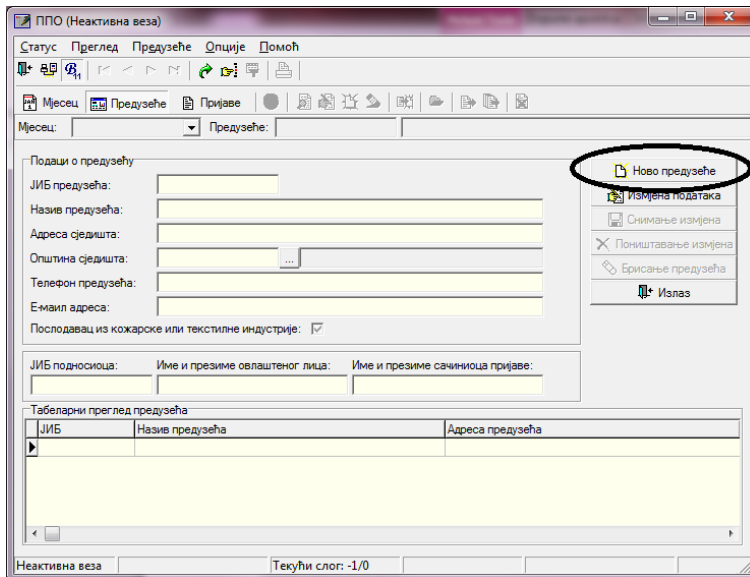 ППО (Неактивна веза)
Статус Преглед Предузеће Опције Помоћ
Мјесец Предузеће Пријаве
Мјесец: Предузеће:
Подаци о предузећу
ЈИБ предузећа:
Назив предузећа:
Адреса сједишта:
Општина сједишта: ...
Телефон предузећа:
Е-маил адреса:
Послодавац из кожарске или текстилне индустрије:
Ново предузеће
Измјена података
Снимање измјена
Поништавање измјена
Брисање предузећа
Излаз
ЈИБ подносиоца: Име и презиме овлаштеног лица: Име и презиме сачиниоца пријаве:
Табеларни преглед предузећа
ЈИБ Назив предузећа Адреса предузећа
Неактивна веза Текући слог: -1/0